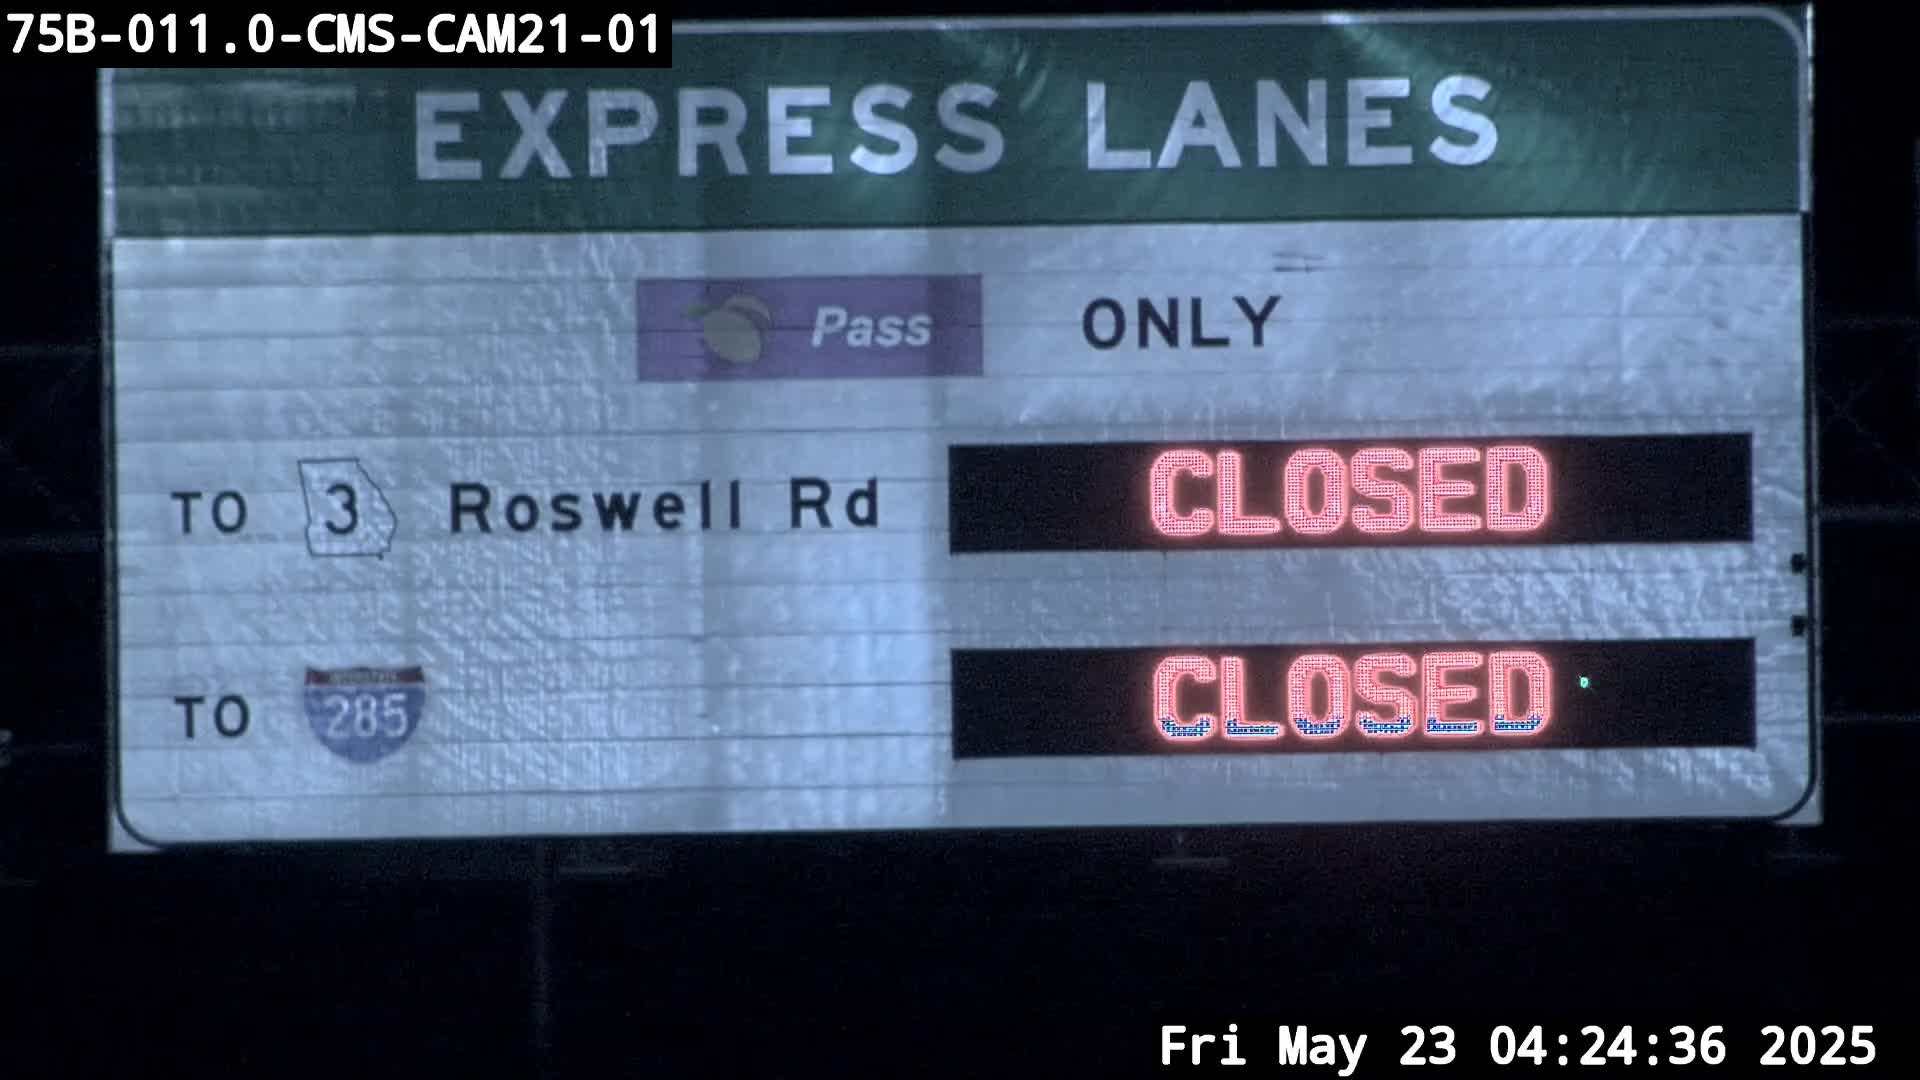 75B-011.0-CMS-CAM21-01
EXPRESS LANES
Pass ONLY
TO 3 Roswell Rd CLOSED
TO INTERSTATE 285 CLOSED
Fri May 23 04:24:36 2025